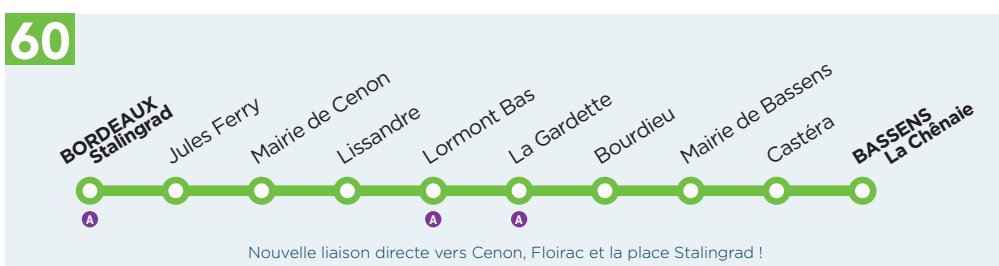 60
BORDEAUX
Stalingrad
Jules Ferry
Mairie de Cenon
Lissandre
Lormont Bas
La Gardette
Bourdieu
Mairie de Bassens
Castéra
BASSENS
La Chênaie
A
A
A
Nouvelle liaison directe vers Cenon, Floirac et la place Stalingrad !